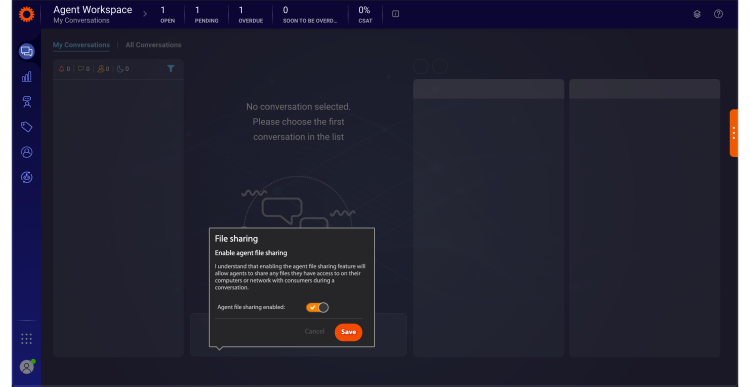 Agent Workspace
My Conversations
1
OPEN
1
PENDING
1
OVERDUE
0
SOON TO BE OVERD...
0%
CSAT
My Conversations
All Conversations
0 0 0 0
No conversation selected.
Please choose the first
conversation in the list
File sharing
Enable agent file sharing
I understand that enabling the agent file sharing feature will
allow agents to share any files they have access to on their
computers or network with consumers during a
conversation.
Agent file sharing enabled:
Cancel
Save